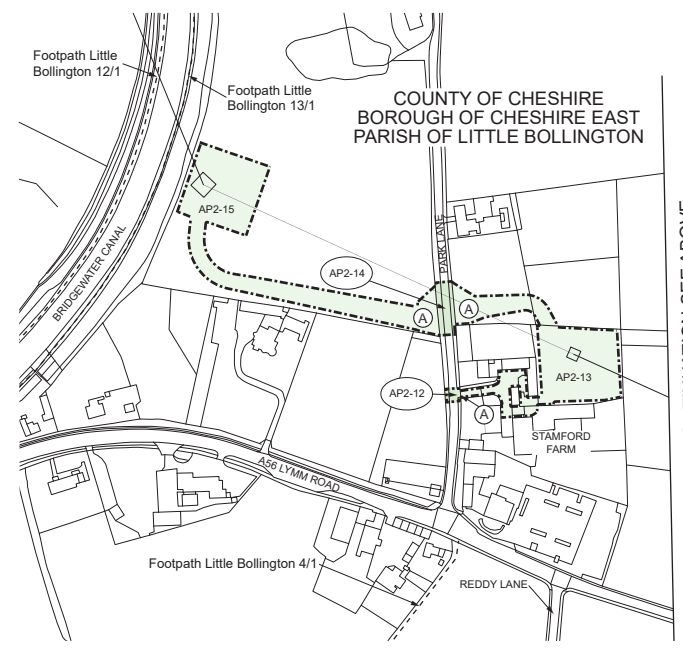 Footpath Little
Bollington 12/1
Footpath Little
Bollington 13/1
COUNTY OF CHESHIRE
BOROUGH OF CHESHIRE EAST
PARISH OF LITTLE BOLLINGTON
AP2-15
BRIDGEWATER CANAL
PARK LANE
AP2-14
A
A
AP2-13
AP2-12
A
STAMFORD
FARM
A56 LYMM ROAD
Footpath Little Bollington 4/1
REDDY LANE
SEE ABOVE